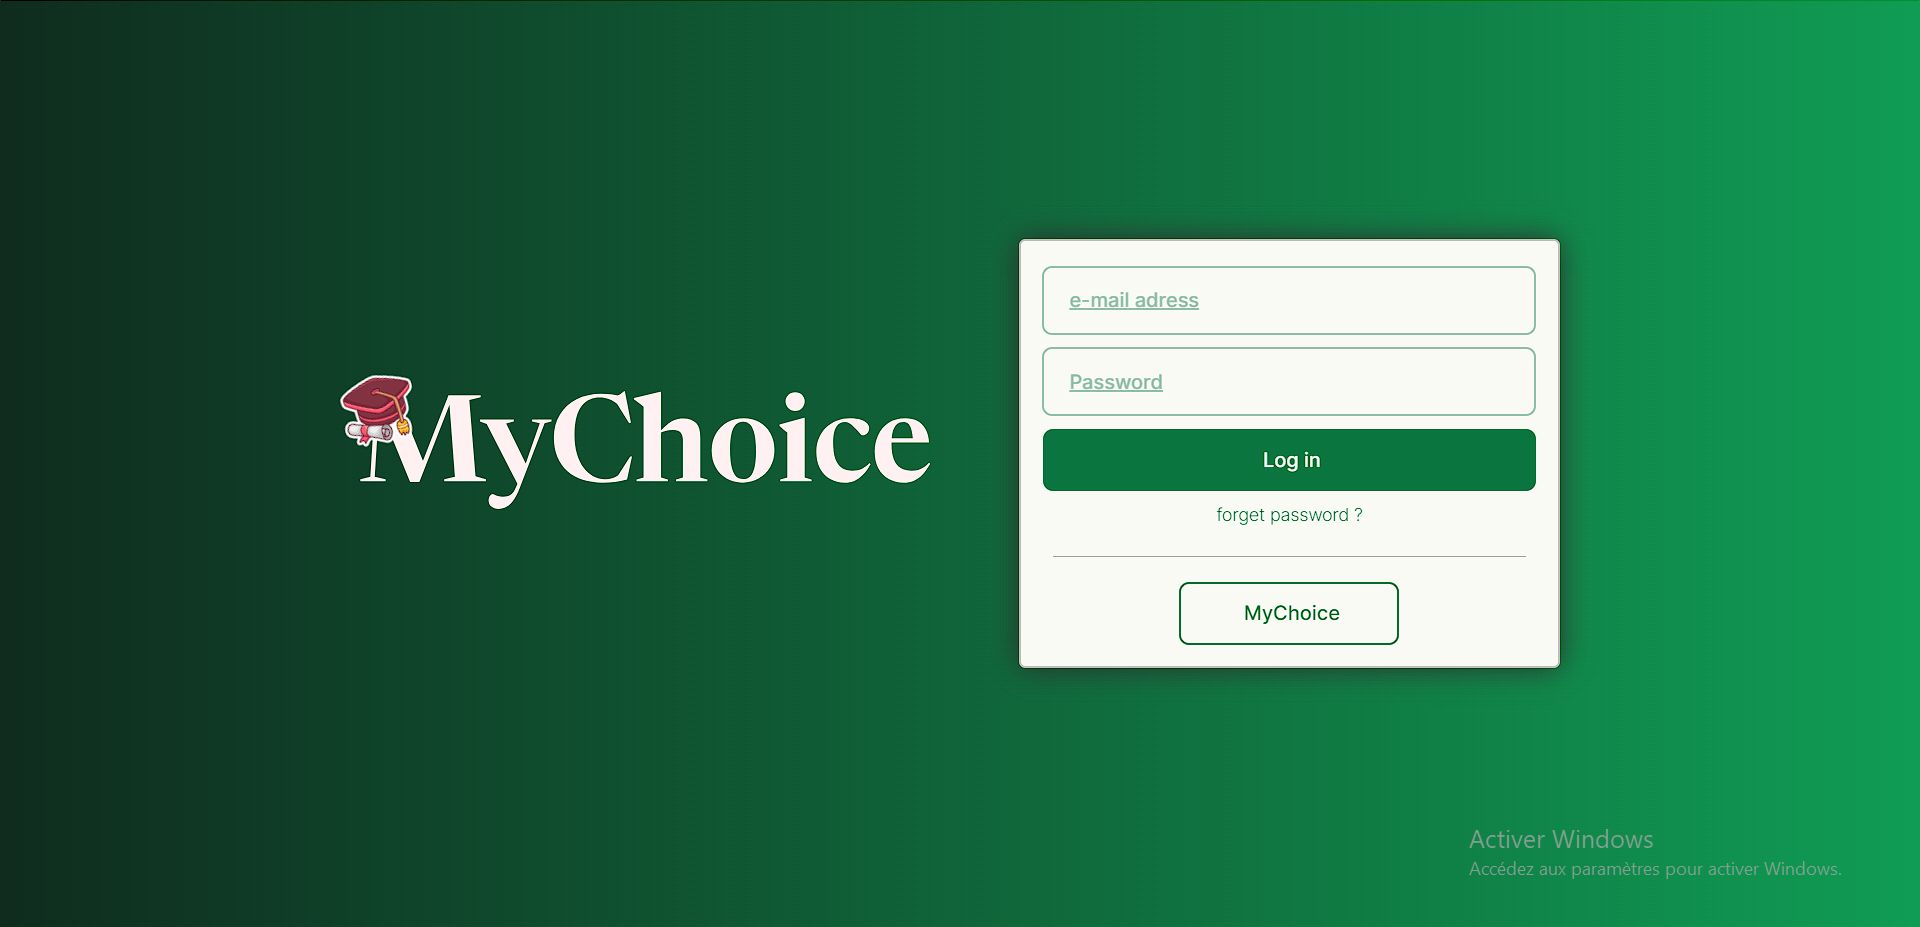 MyChoice
e-mail adress
Password
Log in
forget password ?
MyChoice
Activer Windows
Accédez aux paramètres pour activer Windows.